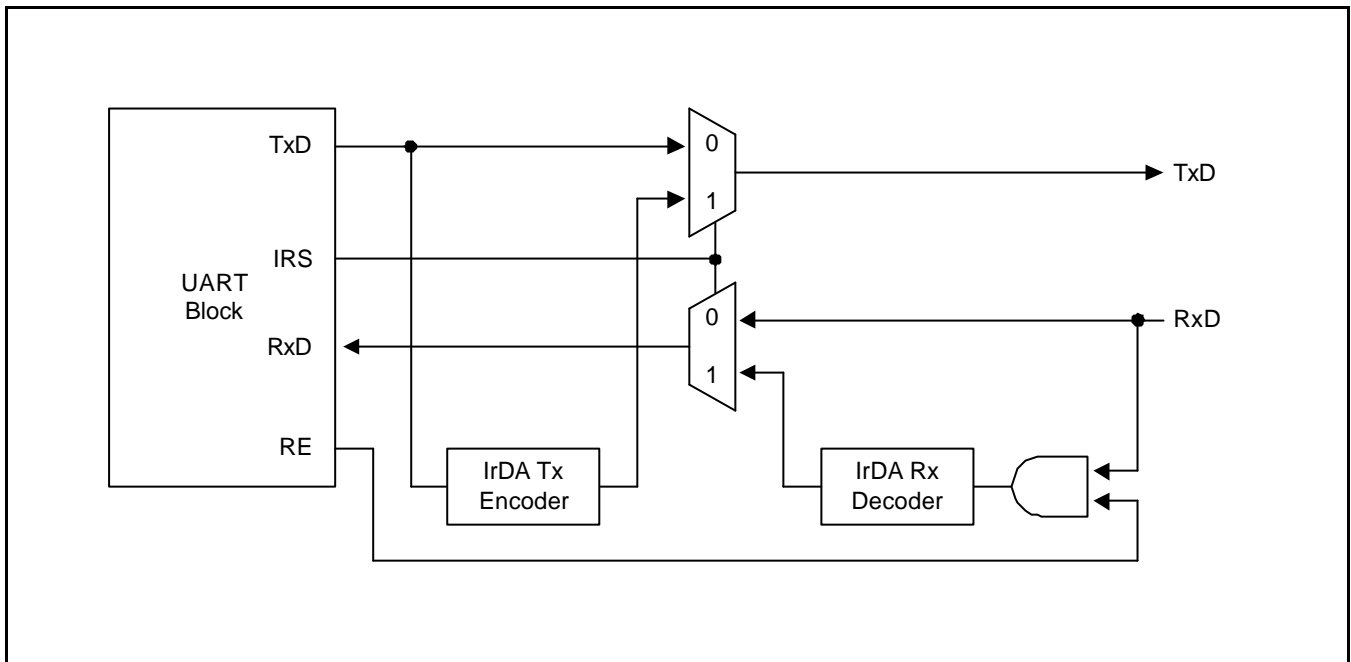 TxD
0
TxD
1
IRS
UART
Block
0
RxD
RxD
1
RE
IrDA Tx
Encoder
IrDA Rx
Decoder